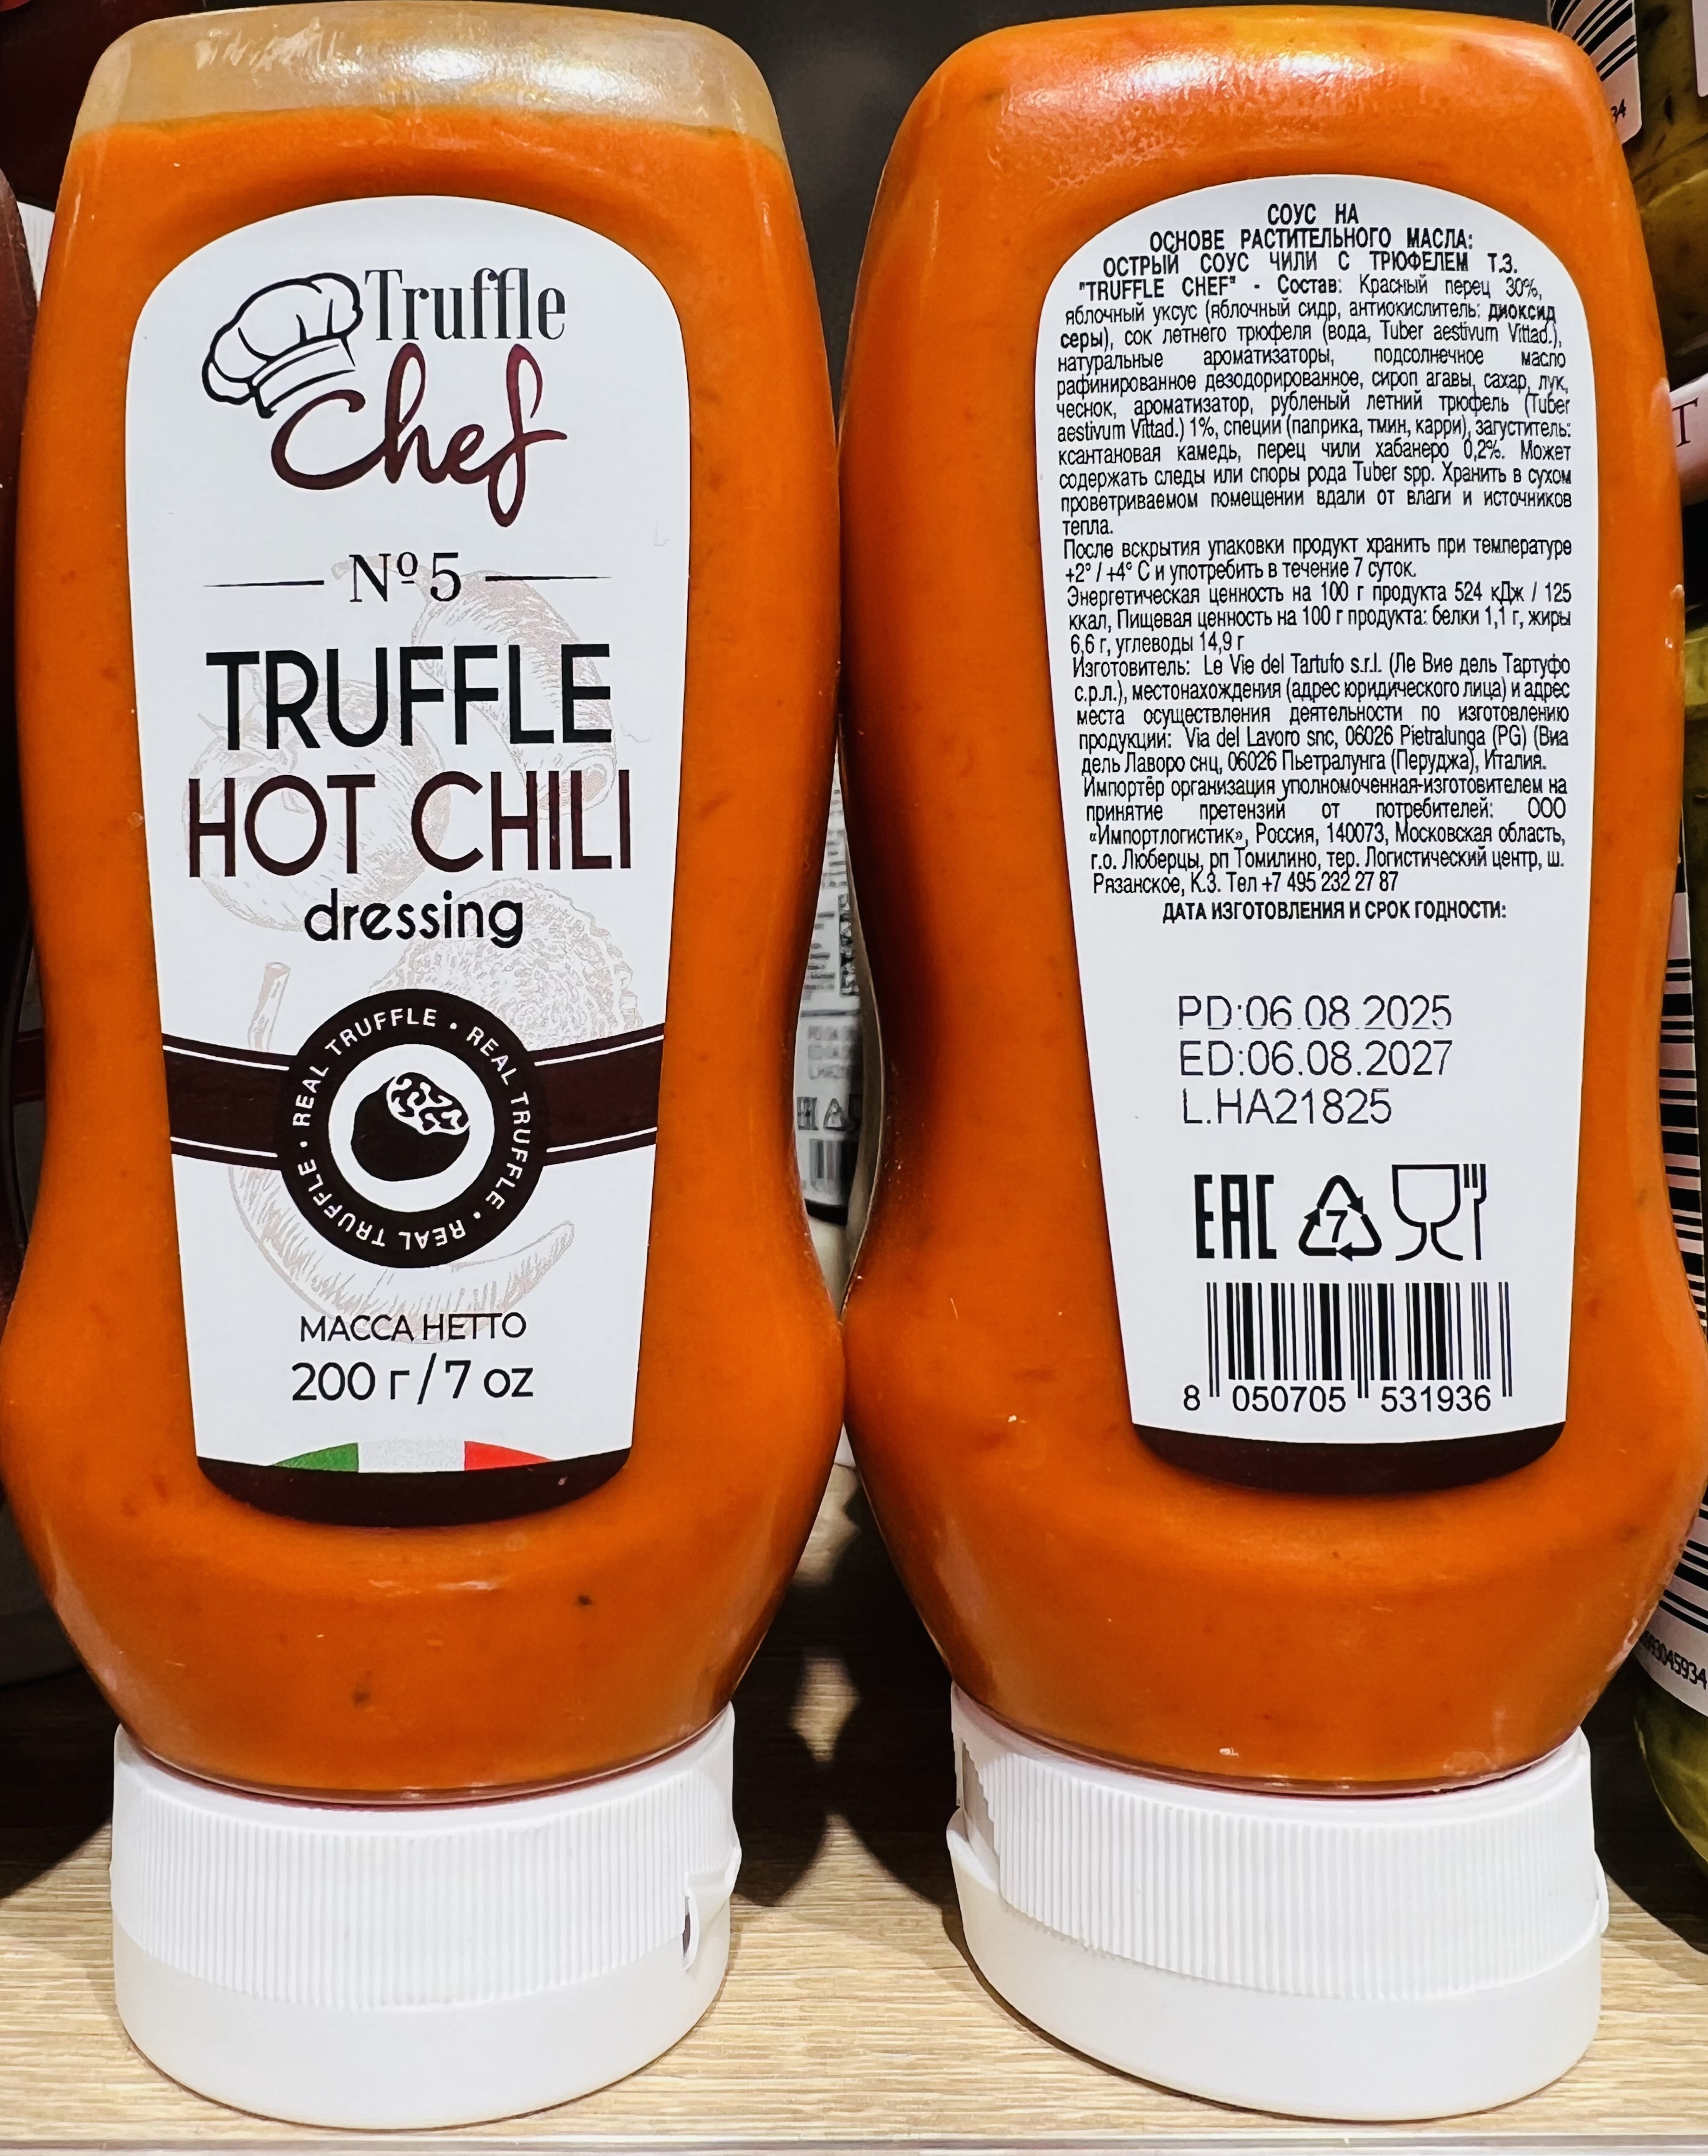 Truffle
Chef
Nº5
TRUFFLE
HOT CHILI
dressing
REAL TRUFFLE • REAL TRUFFLE • REAL TRUFFLE •
МАССА НЕТТО
200 г/7 oz
СОУС НА
ОСНОВЕ РАСТИТЕЛЬНОГО МАСЛА:
ОСТРЫЙ СОУС ЧИЛИ С ТРЮФЕЛЕМ Т.З.
"TRUFFLE CHEF" - Состав: Красный перец 30%,
яблочный уксус (яблочный сидр, антиокислитель: диоксид
серы), сок летнего трюфеля (вода, Tuber aestivum Vittad.),
натуральные ароматизаторы, подсолнечное масло
рафинированное дезодорированное, сироп агавы, сахар, лук,
чеснок, ароматизатор, рубленый летний трюфель (Tuber
aestivum Vittad.) 1%, специи (паприка, тмин, карри), загуститель:
ксантановая камедь, перец чили хабанеро 0,2%. Может
содержать следы или споры рода Tuber spp. Хранить в сухом
проветриваемом помещении вдали от влаги и источников
тепла.
После вскрытия упаковки продукт хранить при температуре
+2° / +4° С и употребить в течение 7 суток.
Энергетическая ценность на 100 г продукта 524 кДж / 125
ккал, Пищевая ценность на 100 г продукта: белки 1,1 г, жиры
6,6 г, углеводы 14,9 г
Изготовитель: Le Vie del Tartufo s.r.l. (Ле Вие дель Тартуфо
с.р.л.), местонахождения (адрес юридического лица) и адрес
места осуществления деятельности по изготовлению
продукции: Via del Lavoro snc, 06026 Pietralunga (PG) (Виа
дель Лаворо снц, 06026 Пьетралунга (Перуджа), Италия.
Импортёр организация уполномоченная-изготовителем на
принятие претензий от потребителей: ООО
«Импортлогистик», Россия, 140073, Московская область,
г.о. Люберцы, рп Томилино, тер. Логистический центр, ш.
Рязанское, К.3. Тел +7 495 232 27 87
ДАТА ИЗГОТОВЛЕНИЯ И СРОК ГОДНОСТИ:
PD:06.08.2025
ED:06.08.2027
L.HA21825
EAC 7
8 050705 531936